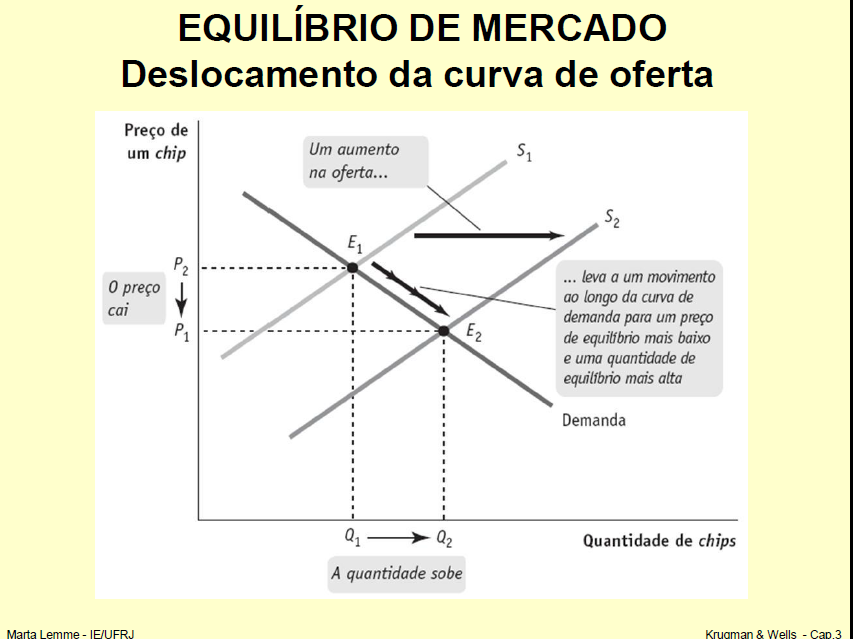 EQUILÍBRIO DE MERCADO
Deslocamento da curva de oferta
Preço de
um chip
Um aumento
na oferta...
S1
S2
E1
P2
O preço
cai
P1
E2
... leva a um movimento
ao longo da curva de
demanda para um preço
de equilíbrio mais baixo
e uma quantidade de
equilíbrio mais alta
Demanda
Q1
Q2
Quantidade de chips
A quantidade sobe
Marta Lemme - IE/UFRJ
Krugman & Wells - Cap.3